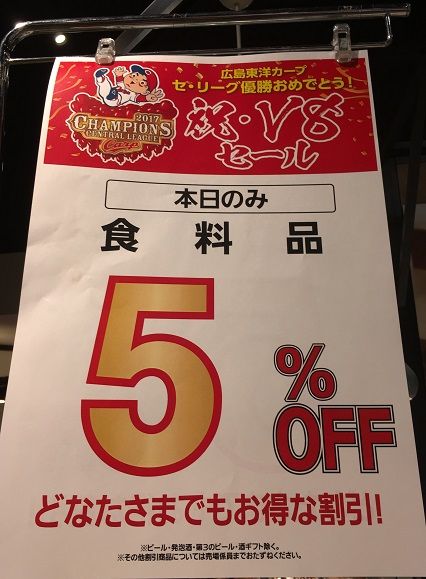 広島東洋カープ
セ・リーグ優勝おめでとう!
2017
CHAMPIONS
CENTRAL LEAGUE
Carp
祝・V8
セール
本日のみ
食料品
5%OFF
どなたさまでもお得な割引!
※ビール・発泡酒・第3のビール・酒ギフト除く。
※その他割引商品については売場係員までおたずねください。